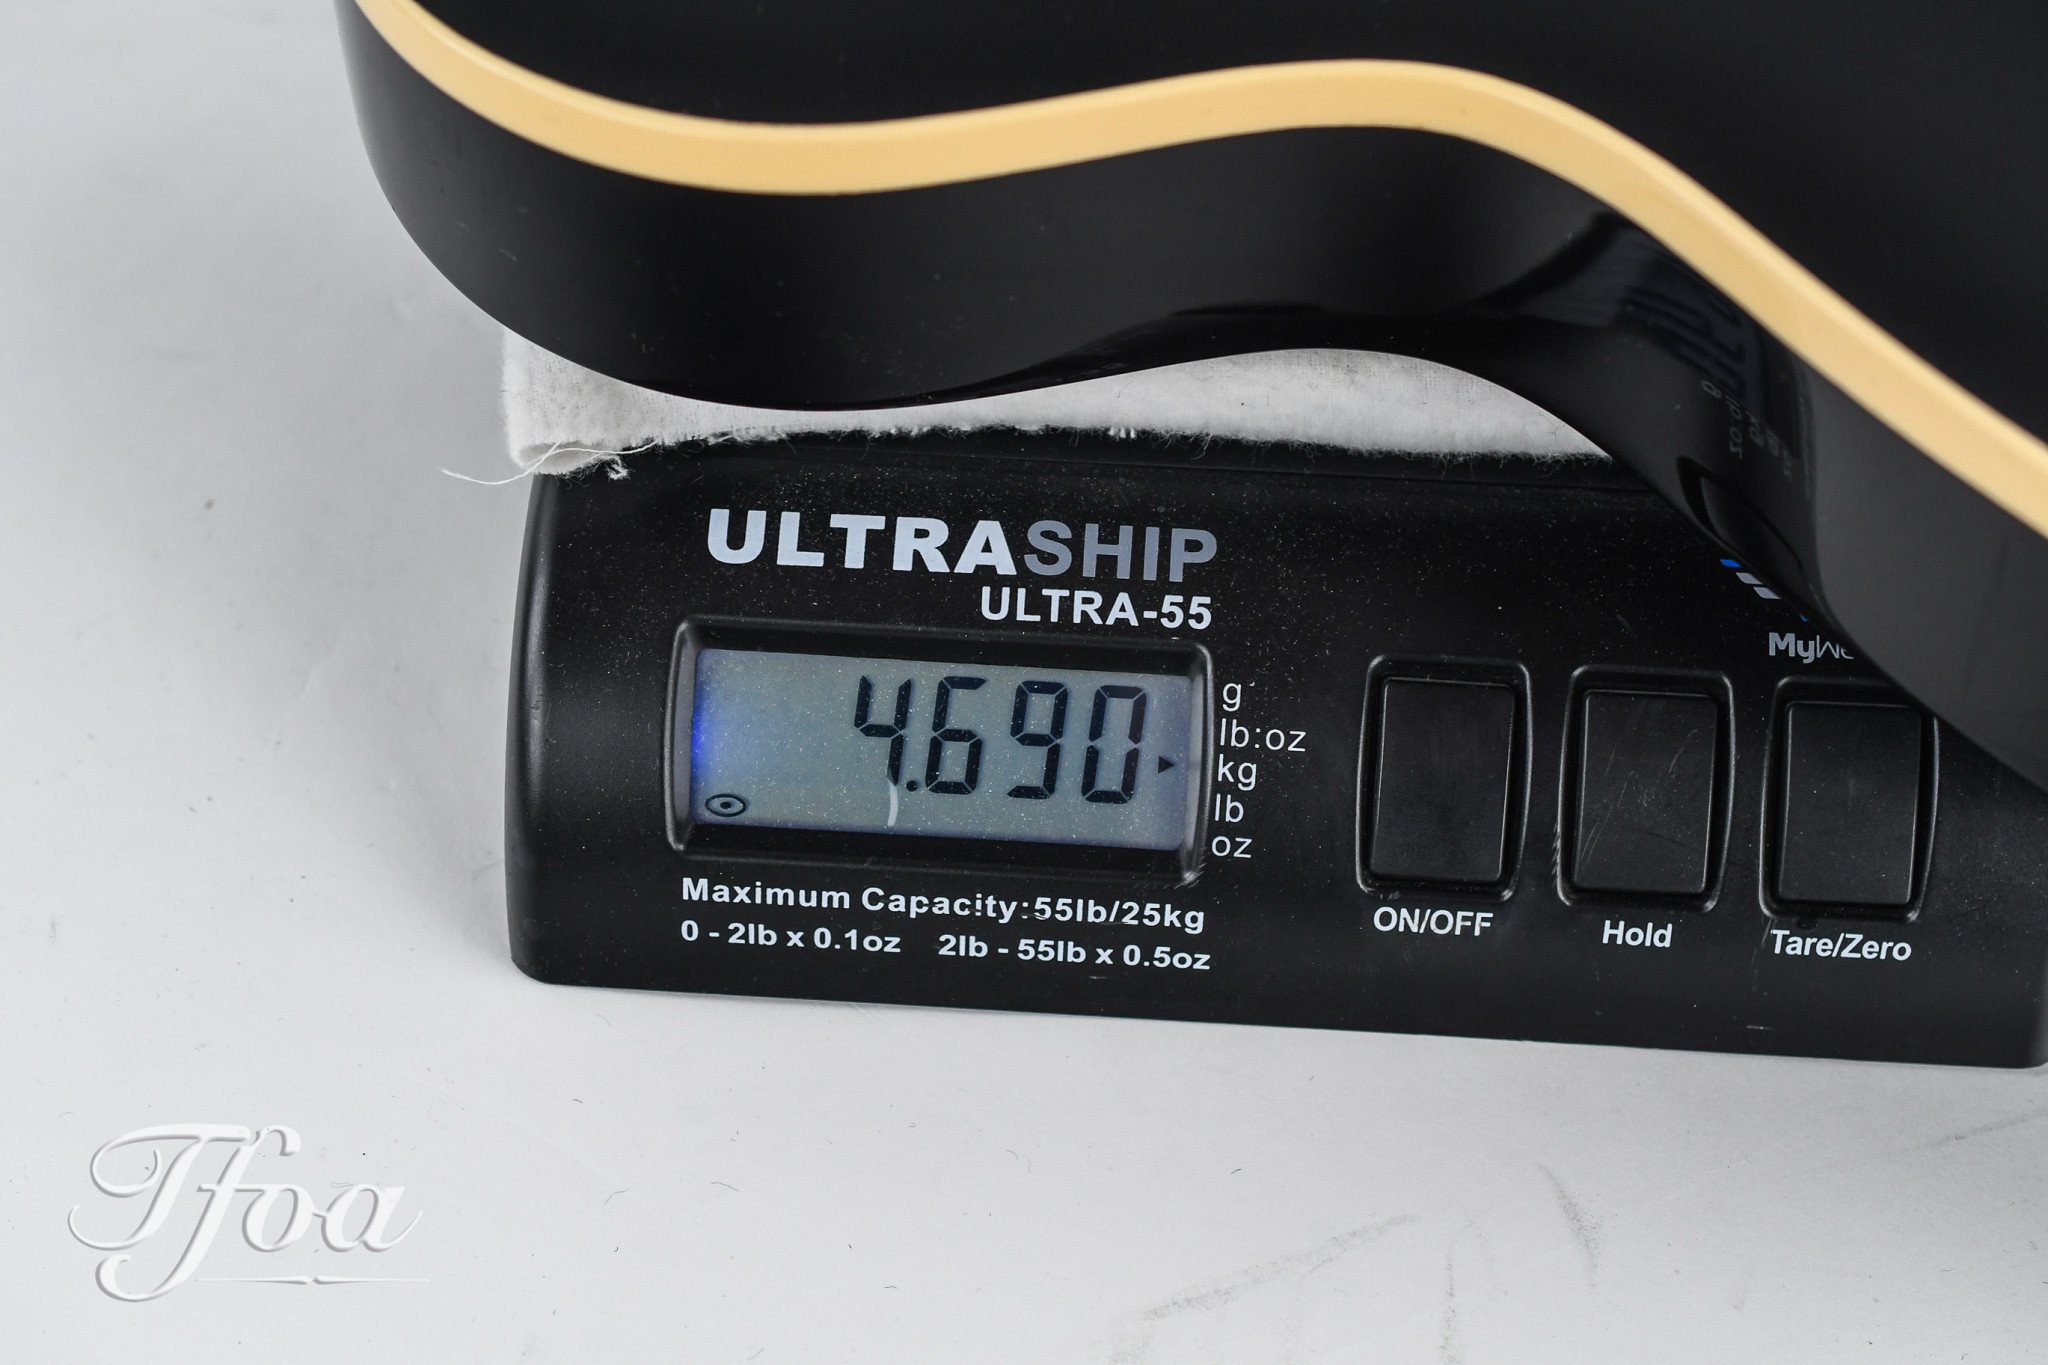 ULTRASHIP
ULTRA-55
4.690
g
lb:oz
kg
lb
oz
Maximum Capacity:55lb/25kg
0 - 2lb x 0.1oz 2lb - 55lb x 0.5oz
ON/OFF
Hold
Tare/Zero
Tfoa